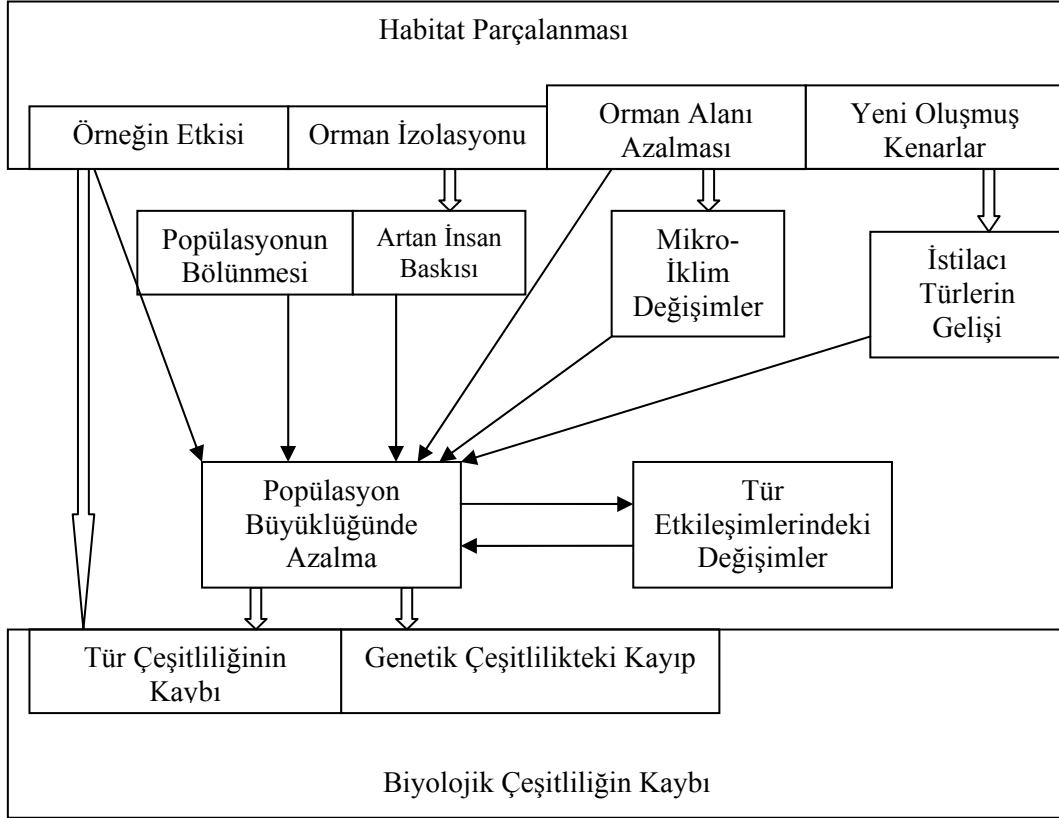 Habitat Parçalanması
Örneğin Etkisi
Orman İzolasyonu
Orman Alanı
Azalması
Yeni Oluşmuş
Kenarlar
Popülasyonun
Bölünmesi
Artan İnsan
Baskısı
Mikro-
İklim
Değişimler
İstilacı
Türlerin
Gelişi
Popülasyon
Büyüklüğünde
Azalma
Tür
Etkileşimlerindeki
Değişimler
Tür Çeşitliliğinin
Kaybı
Genetik Çeşitlilikteki Kayıp
Biyolojik Çeşitliliğin Kaybı